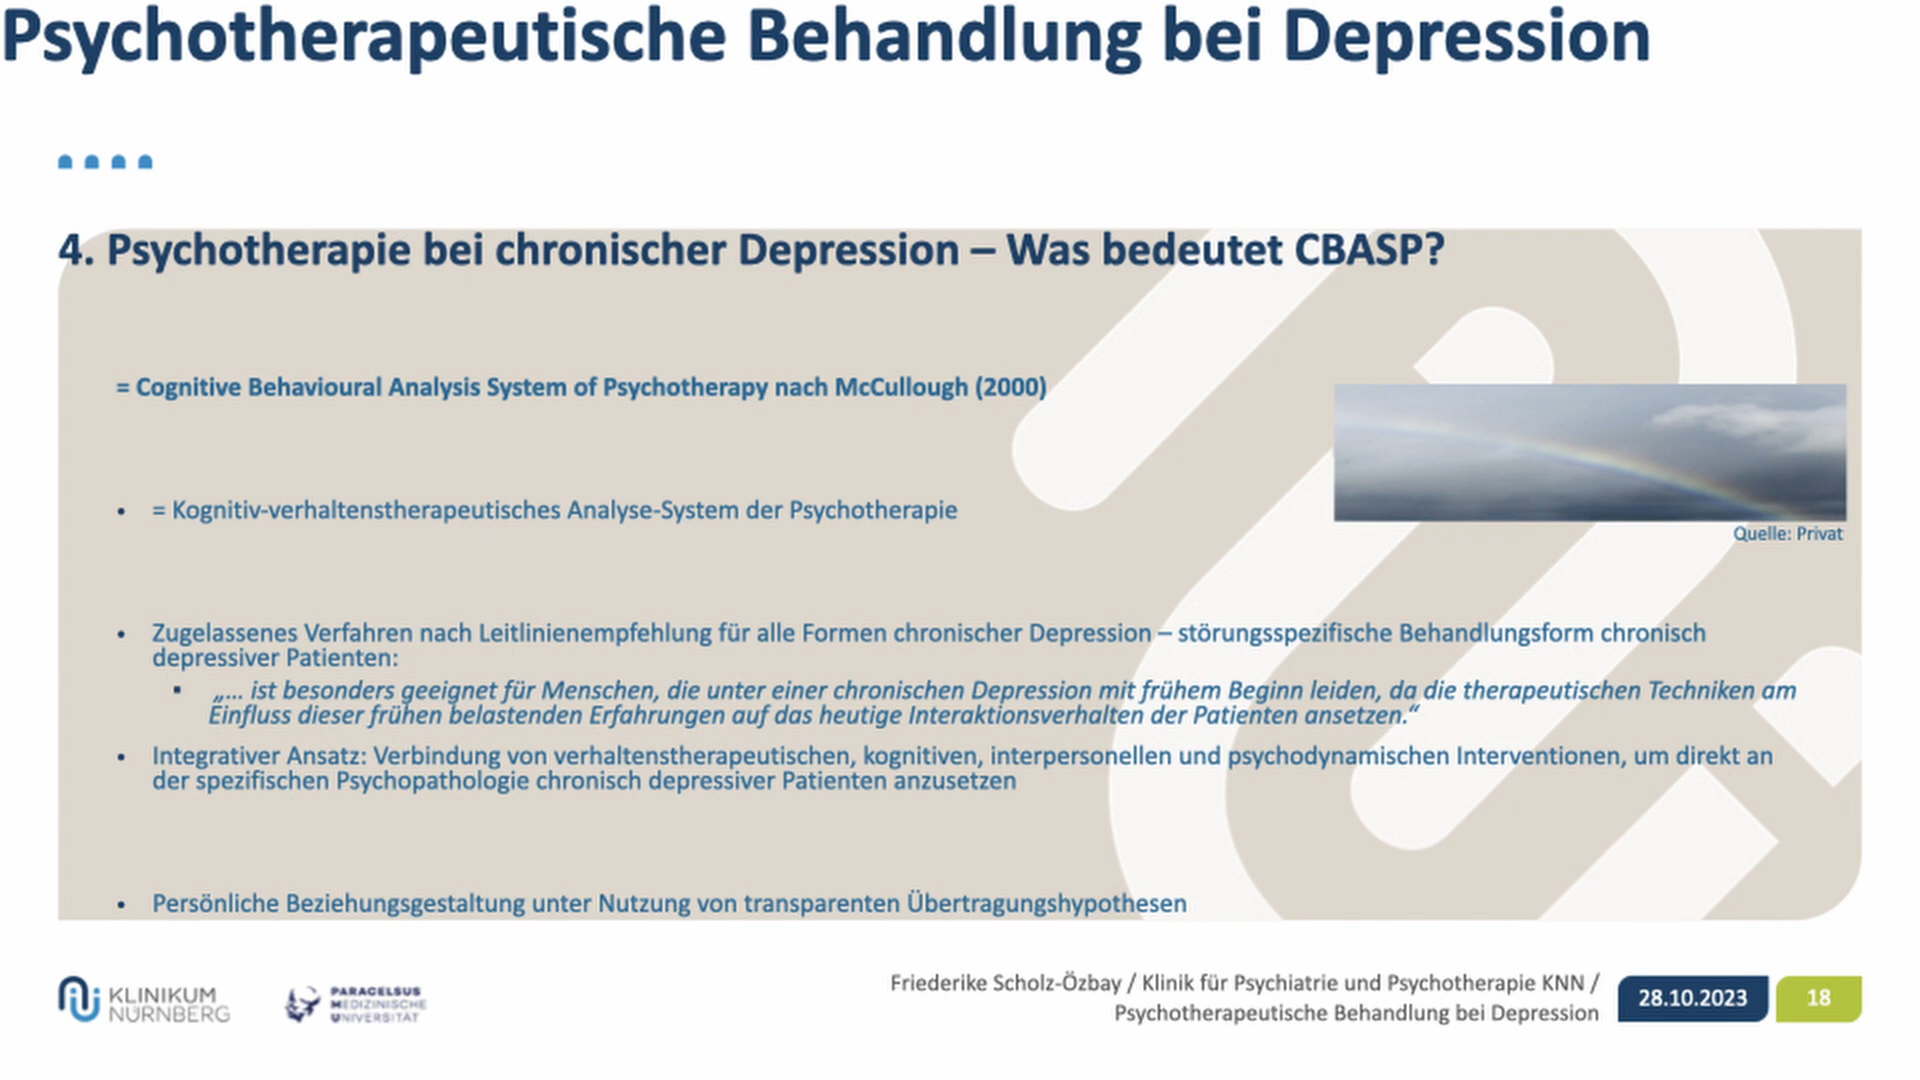 Psychotherapeutische Behandlung bei Depression
4. Psychotherapie bei chronischer Depression – Was bedeutet CBASP?
= Cognitive Behavioural Analysis System of Psychotherapy nach McCullough (2000)
• = Kognitiv-verhaltenstherapeutisches Analyse-System der Psychotherapie
Quelle: Privat
• Zugelassenes Verfahren nach Leitlinienempfehlung für alle Formen chronischer Depression – störungsspezifische Behandlungsform chronisch
depressiver Patienten:
▪ „... ist besonders geeignet für Menschen, die unter einer chronischen Depression mit frühem Beginn leiden, da die therapeutischen Techniken am
Einfluss dieser frühen belastenden Erfahrungen auf das heutige Interaktionsverhalten der Patienten ansetzen.“
• Integrativer Ansatz: Verbindung von verhaltenstherapeutischen, kognitiven, interpersonellen und psychodynamischen Interventionen, um direkt an
der spezifischen Psychopathologie chronisch depressiver Patienten anzusetzen
• Persönliche Beziehungsgestaltung unter Nutzung von transparenten Übertragungshypothesen
KLINIKUM
NÜRNBERG
PARACELSUS
MEDIZINISCHE
UNIVERSITÄT
Friederike Scholz-Özbay / Klinik für Psychiatrie und Psychotherapie KNN /
Psychotherapeutische Behandlung bei Depression
28.10.2023
18